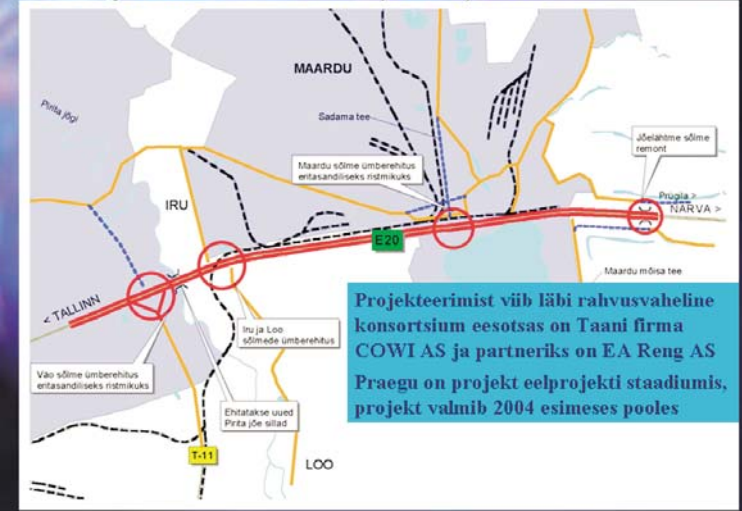 MAARDU
Pirita jõgi
Sadama tee
Jõelähtme sõlme
remont
Maardu sõlme ümberehitus
eritasandiliseks ristmikuks
Prügila >
NARVA >
IRU
E20
Maardu mõisa tee
< TALLINN
Iru ja Loo
sõlmede ümberehitus
Väo sõlme ümberehitus
eritasandiliseks ristmikuks
Ehitatakse uued
Pirita jõe sillad
T-11
LOO
Projekteerimist viib läbi rahvusvaheline
konsortsium eesotsas on Taani firma
COWI AS ja partneriks on EA Reng AS
Praegu on projekt eelprojekti staadiumis,
projekt valmib 2004 esimeses pooles